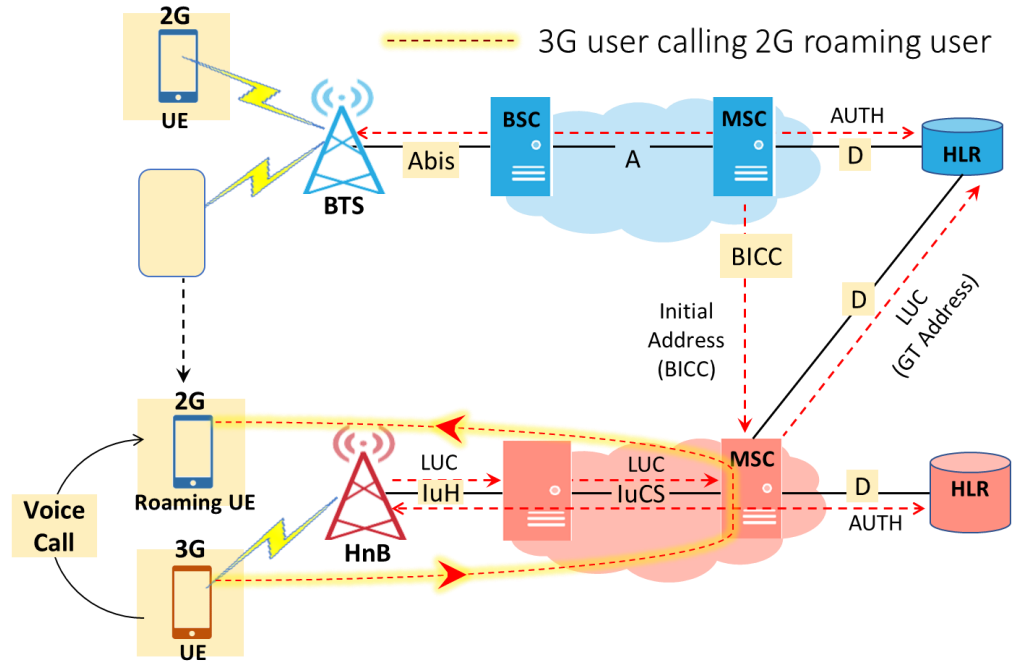 2G
UE
3G user calling 2G roaming user
BTS
Abis
BSC
A
MSC
AUTH
D
HLR
BICC
Initial
Address
(BICC)
D
LUC
(GT Address)
2G
Roaming UE
Voice
Call
3G
UE
HnB
LUC
IuH
LUC
IuCS
MSC
D
AUTH
HLR